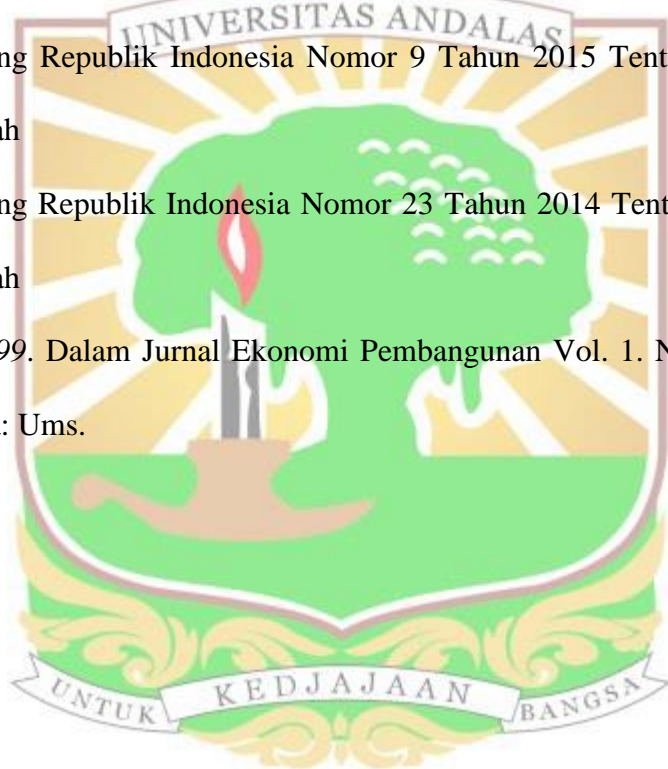 UNIVERSITAS ANDALAS
ng Republik Indonesia Nomor 9 Tahun 2015 Tent
ah
ng Republik Indonesia Nomor 23 Tahun 2014 Tent
ah
99. Dalam Jurnal Ekonomi Pembangunan Vol. 1. N
: Ums.
UNTUK KEDJAJAAN BANGSA